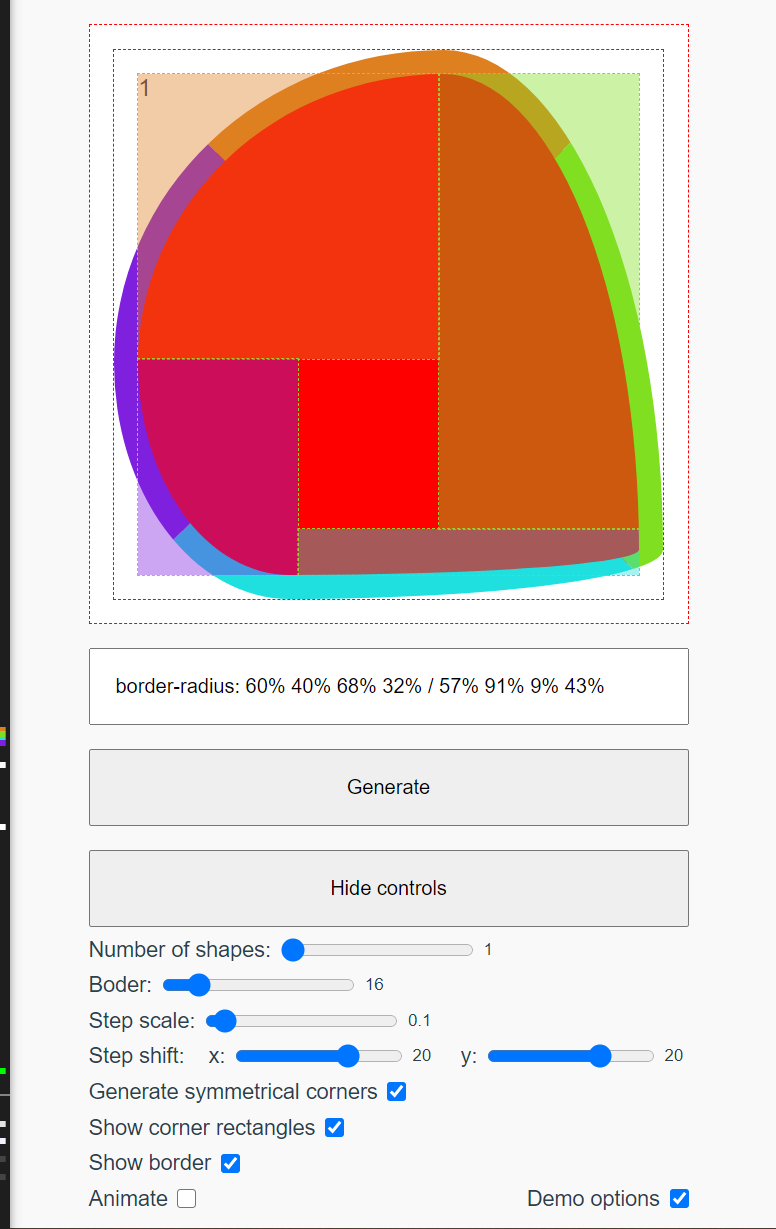 1
border-radius: 60% 40% 68% 32% / 57% 91% 9% 43%
Generate
Hide controls
Number of shapes: 1
Boder: 16
Step scale: 0.1
Step shift: x: 20 y: 20
Generate symmetrical corners
Show corner rectangles
Show border
Animate Demo options